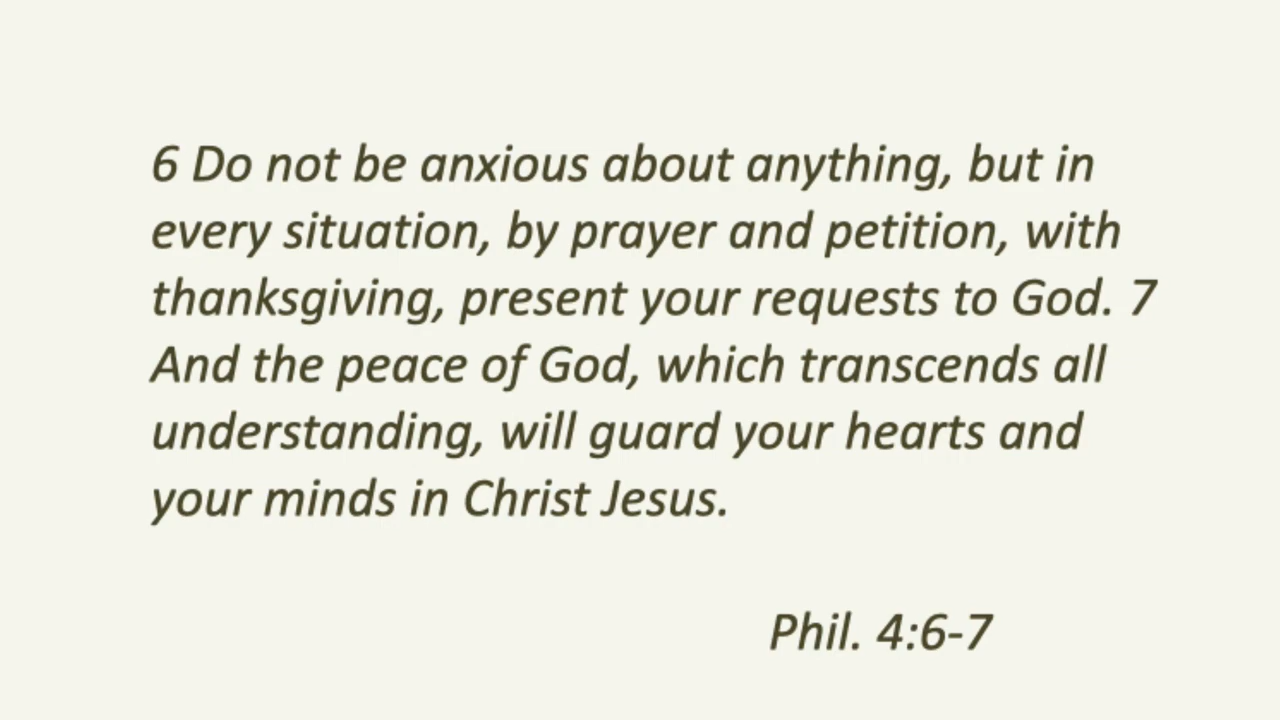 6 Do not be anxious about anything, but in
every situation, by prayer and petition, with
thanksgiving, present your requests to God. 7
And the peace of God, which transcends all
understanding, will guard your hearts and
your minds in Christ Jesus.
Phil. 4:6-7